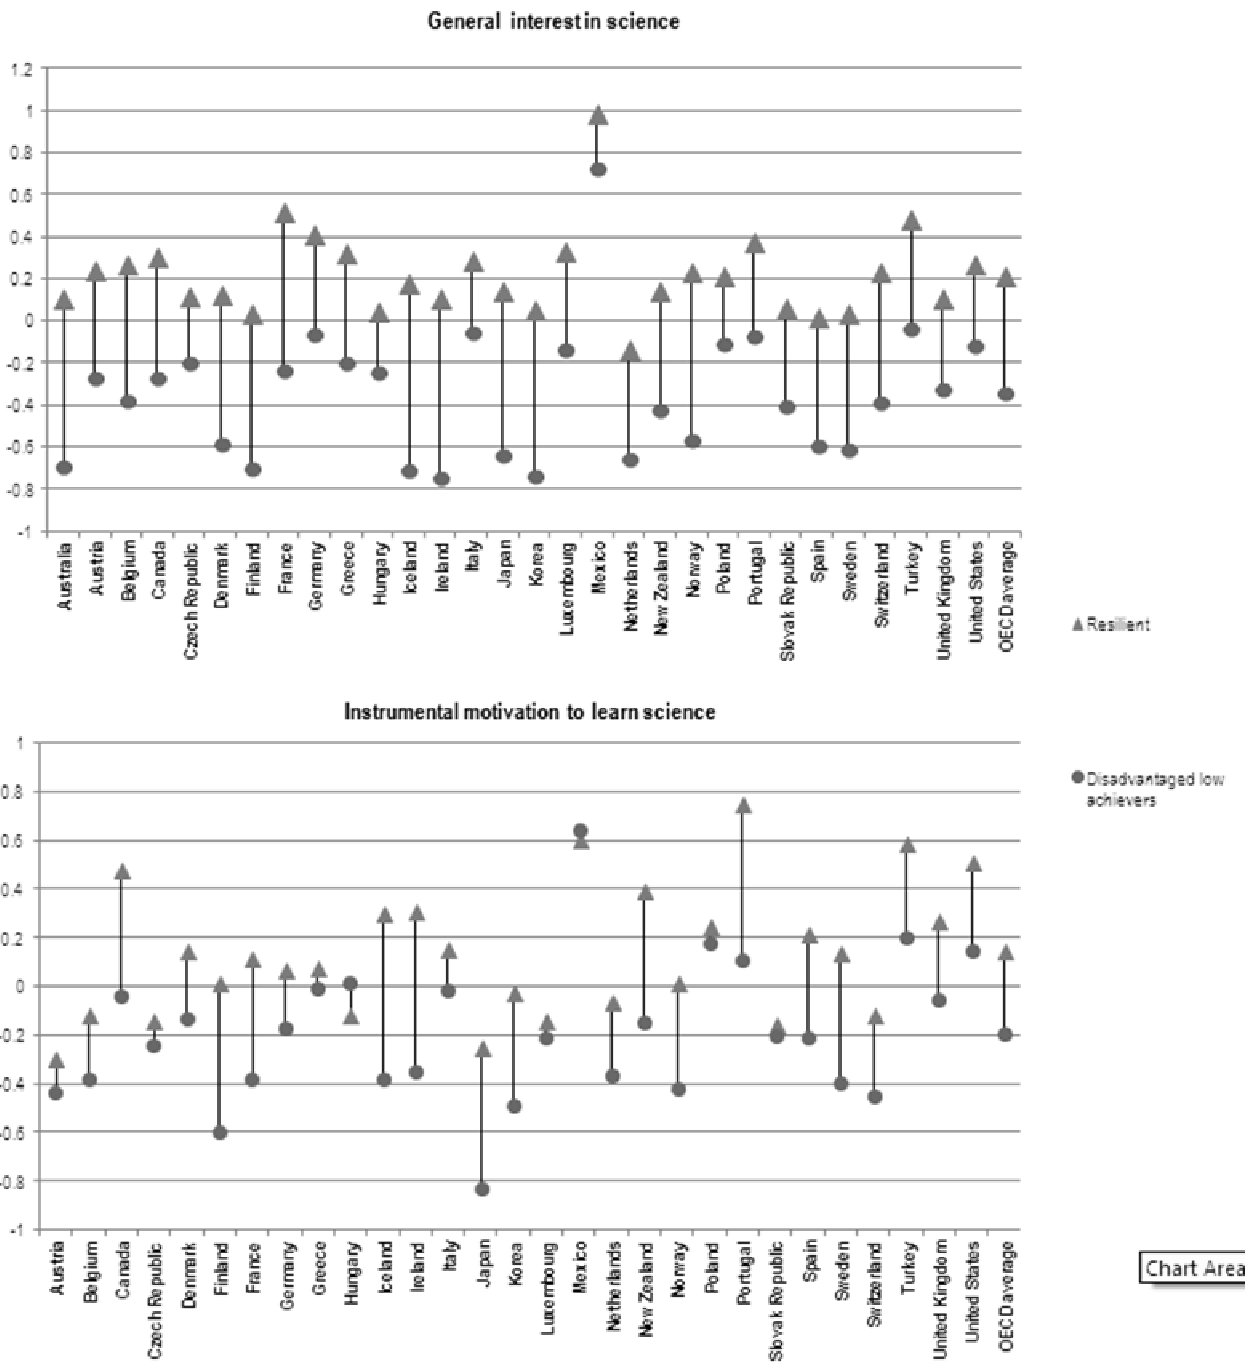 General interest in science
1.2
1
0.8
0.6
0.4
0.2
0
-0.2
-0.4
-0.6
-0.8
-1
Australia
Austria
Belgium
Canada
Czech Republic
Denmark
Finland
France
Germany
Greece
Hungary
Iceland
Ireland
Italy
Japan
Korea
Luxembourg
Mexico
Netherlands
New Zealand
Norway
Poland
Portugal
Slovak Republic
Spain
Sweden
Switzerland
Turkey
United Kingdom
United States
OECD average
Resilient
Instrumental motivation to learn science
1
0.8
0.6
0.4
0.2
0
-0.2
-0.4
-0.6
-0.8
-1
Disadvantaged low
achievers
Austria
Belgium
Canada
Czech Republic
Denmark
Finland
France
Germany
Greece
Hungary
Iceland
Ireland
Italy
Japan
Korea
Luxembourg
Mexico
Netherlands
New Zealand
Norway
Poland
Portugal
Slovak Republic
Spain
Sweden
Switzerland
Turkey
United Kingdom
United States
OECD average
Chart Area